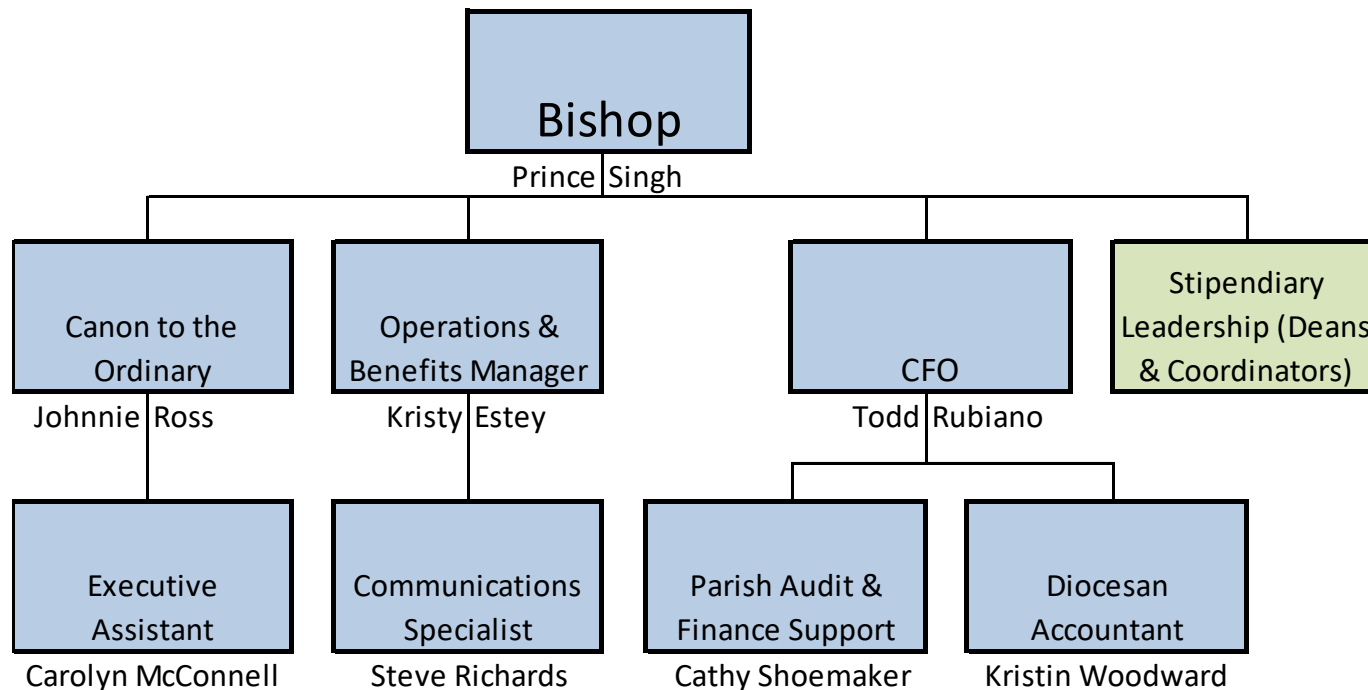 Bishop
Prince Singh
Canon to the
Ordinary
Johnnie Ross
Operations &
Benefits Manager
Kristy Estey
CFO
Todd Rubiano
Stipendiary
Leadership (Deans
& Coordinators)
Executive
Assistant
Carolyn McConnell
Communications
Specialist
Steve Richards
Parish Audit &
Finance Support
Cathy Shoemaker
Diocesan
Accountant
Kristin Woodward